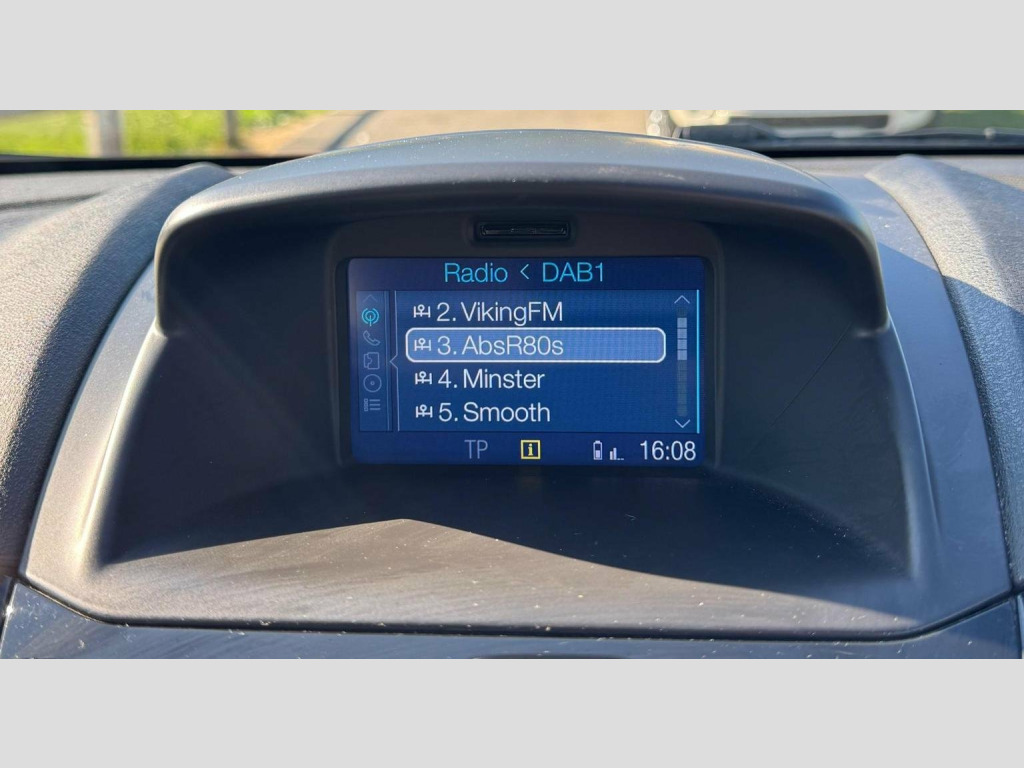 Radio < DAB1
2. VikingFM
3. AbsR80s
4. Minster
5. Smooth
TP i 16:08